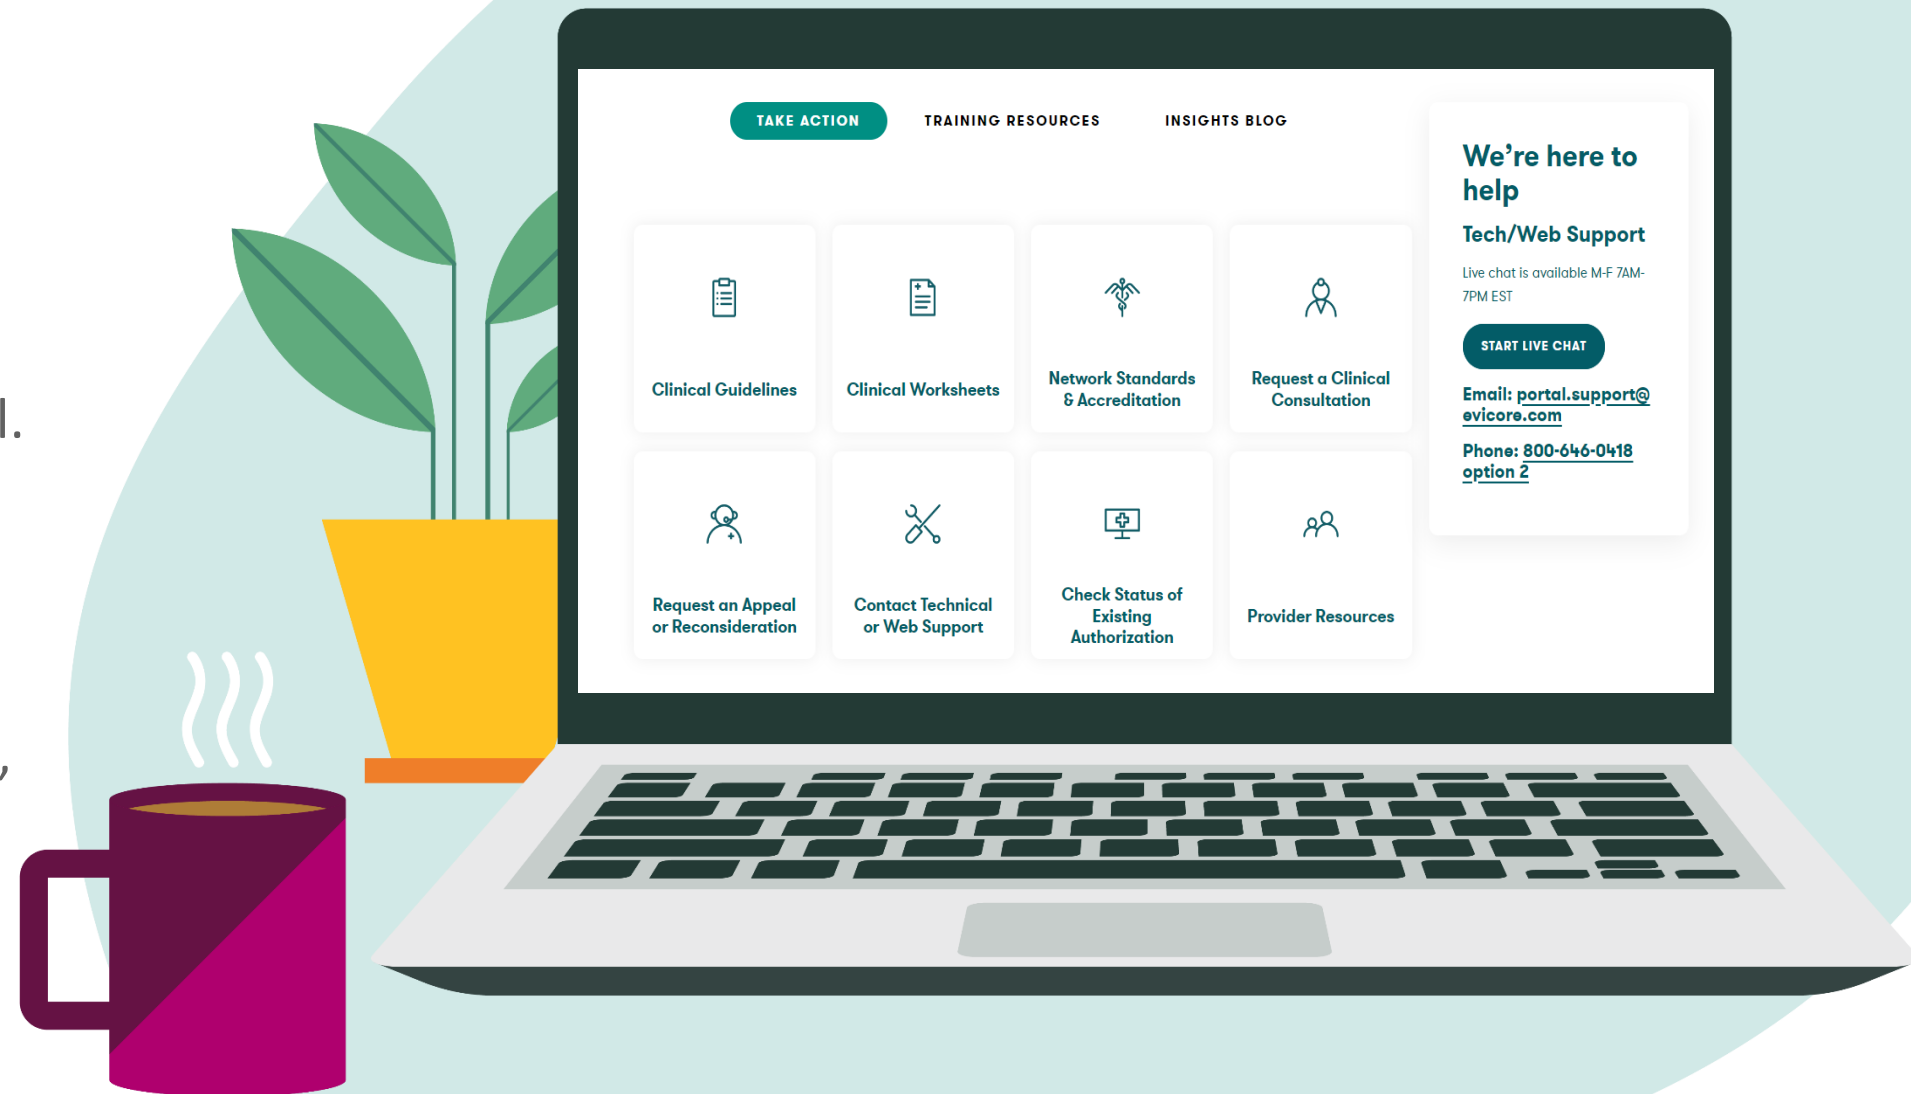 l.
,
TAKE ACTION
TRAINING RESOURCES
INSIGHTS BLOG
Clinical Guidelines
Clinical Worksheets
Network Standards
& Accreditation
Request a Clinical
Consultation
Request an Appeal
or Reconsideration
Contact Technical
or Web Support
Check Status of
Existing
Authorization
Provider Resources
We’re here to
help
Tech/Web Support
Live chat is available M-F 7AM-
7PM EST
START LIVE CHAT
Email: portal.support@
evicore.com
Phone: 800-646-0418
option 2